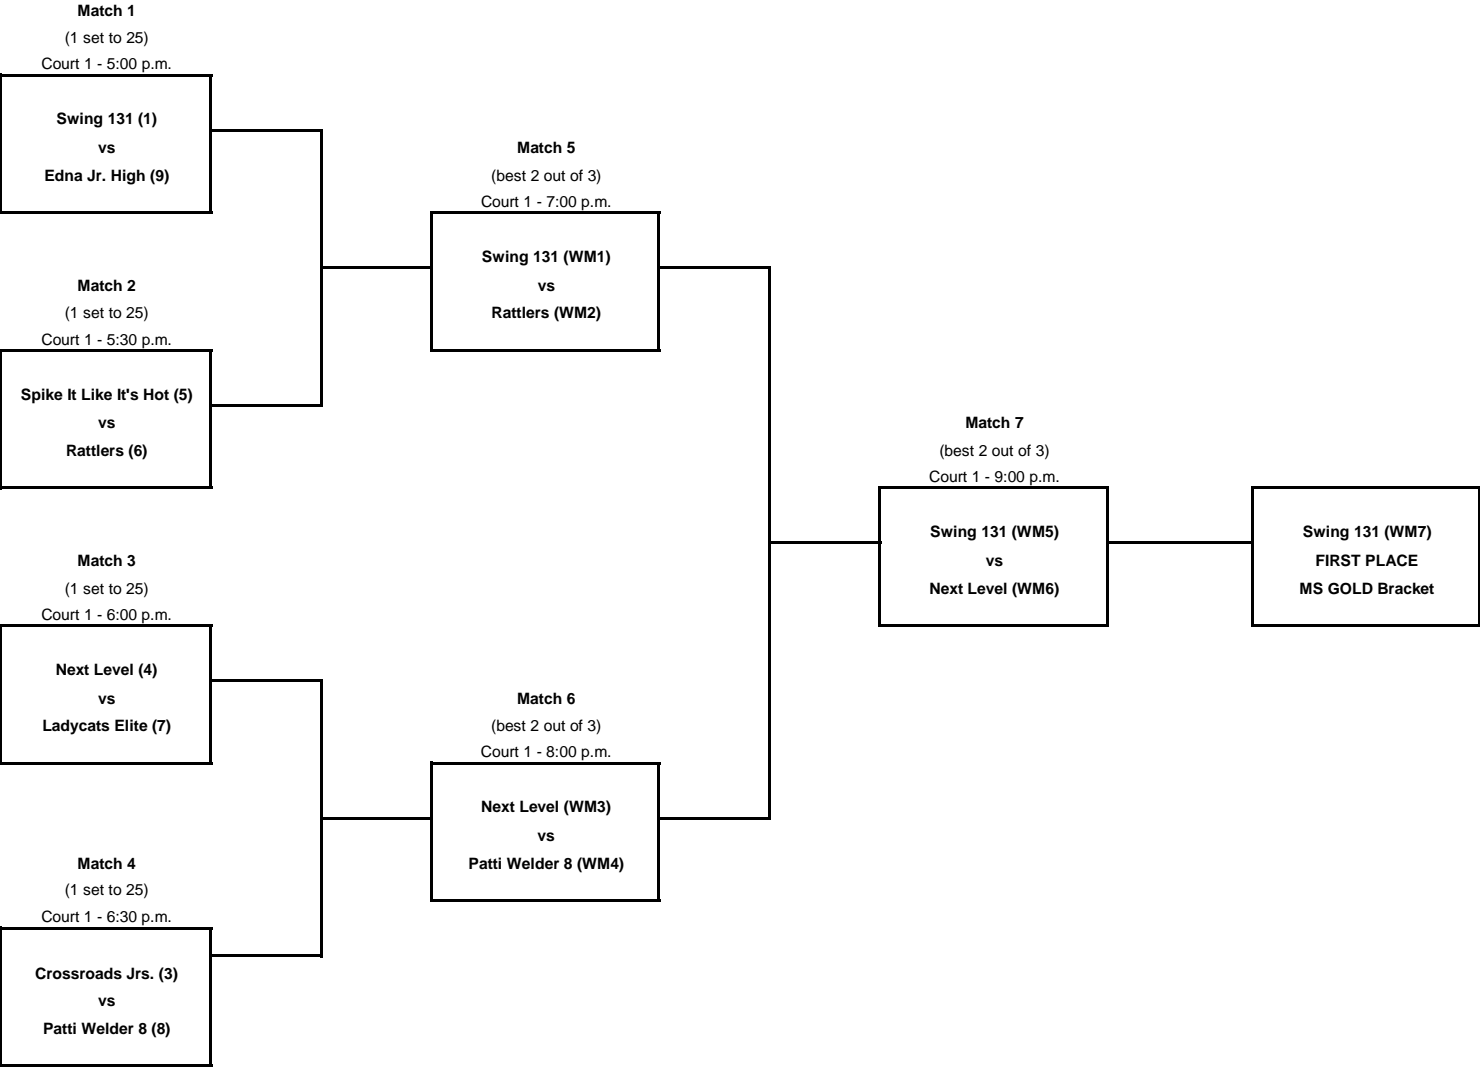 Match 1
(1 set to 25)
Court 1 - 5:00 p.m.
Swing 131 (1)
vs
Edna Jr. High (9)
Match 2
(1 set to 25)
Court 1 - 5:30 p.m.
Spike It Like It's Hot (5)
vs
Rattlers (6)
Match 3
(1 set to 25)
Court 1 - 6:00 p.m.
Next Level (4)
vs
Ladycats Elite (7)
Match 4
(1 set to 25)
Court 1 - 6:30 p.m.
Crossroads Jrs. (3)
vs
Patti Welder 8 (8)
Match 5
(best 2 out of 3)
Court 1 - 7:00 p.m.
Swing 131 (WM1)
vs
Rattlers (WM2)
Match 6
(best 2 out of 3)
Court 1 - 8:00 p.m.
Next Level (WM3)
vs
Patti Welder 8 (WM4)
Match 7
(best 2 out of 3)
Court 1 - 9:00 p.m.
Swing 131 (WM5)
vs
Next Level (WM6)
Swing 131 (WM7)
FIRST PLACE
MS GOLD Bracket